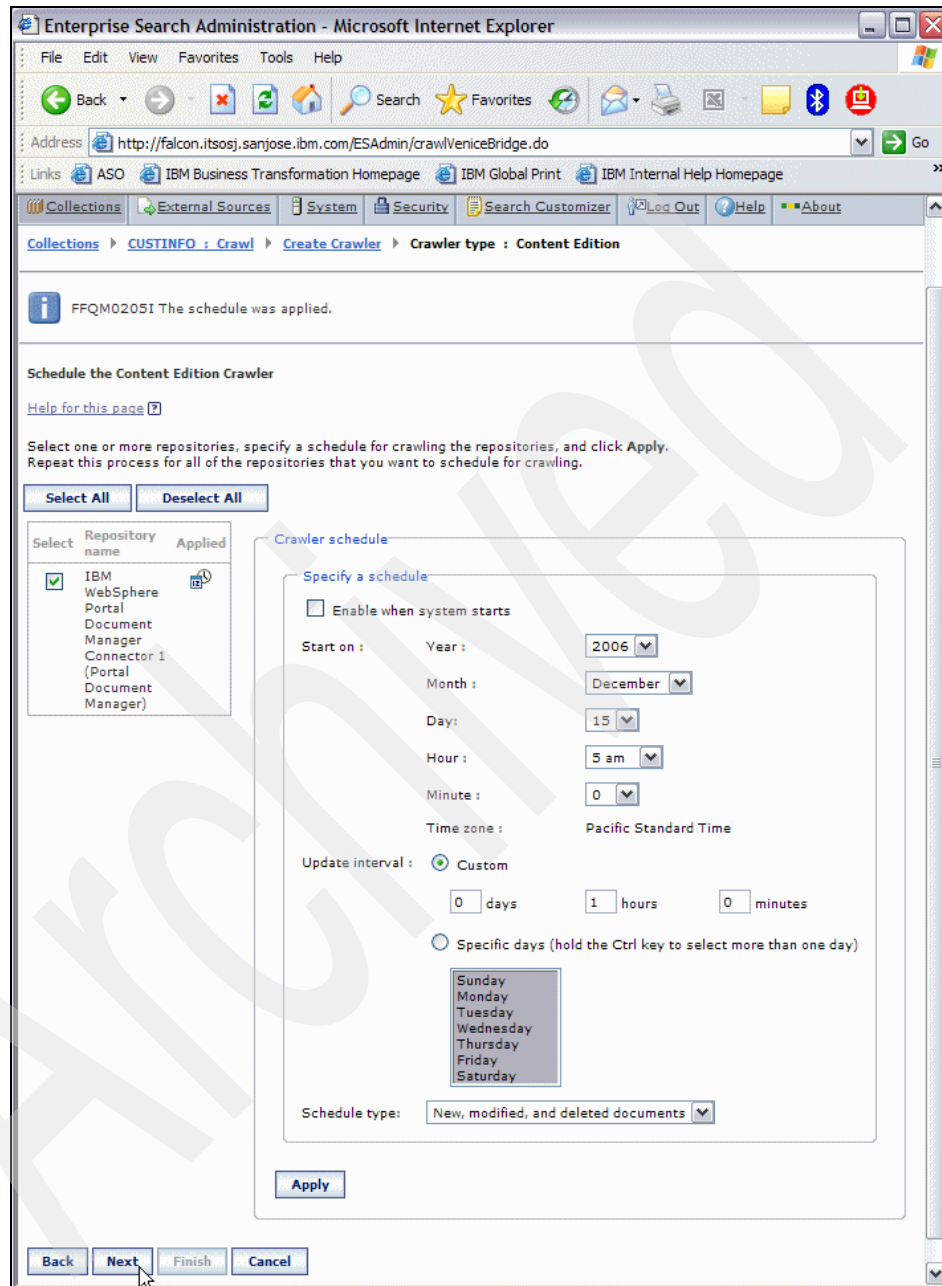 Enterprise Search Administration - Microsoft Internet Explorer
File Edit View Favorites Tools Help
Back Search Favorites
Address http://falcon.itsosj.sanjose.ibm.com/ESAdmin/crawlVeniceBridge.do Go
Links ASO IBM Business Transformation Homepage IBM Global Print IBM Internal Help Homepage »
Collections External Sources System Security Search Customizer Log Out Help About
Collections CUSTINFO : Crawl Create Crawler Crawler type : Content Edition
FFQM0205I The schedule was applied.
Schedule the Content Edition Crawler
Help for this page ?
Select one or more repositories, specify a schedule for crawling the repositories, and click Apply.
Repeat this process for all of the repositories that you want to schedule for crawling.
Select All Deselect All
Select Repository name Applied
IBM
WebSphere
Portal
Document
Manager
Connector 1
(Portal
Document
Manager)
Crawler schedule
Specify a schedule
Enable when system starts
Start on : Year : 2006
Month : December
Day: 15
Hour : 5 am
Minute : 0
Time zone : Pacific Standard Time
Update interval : Custom
0 days 1 hours 0 minutes
Specific days (hold the Ctrl key to select more than one day)
Sunday
Monday
Tuesday
Wednesday
Thursday
Friday
Saturday
Schedule type: New, modified, and deleted documents
Apply
Back Next Finish Cancel
Archived